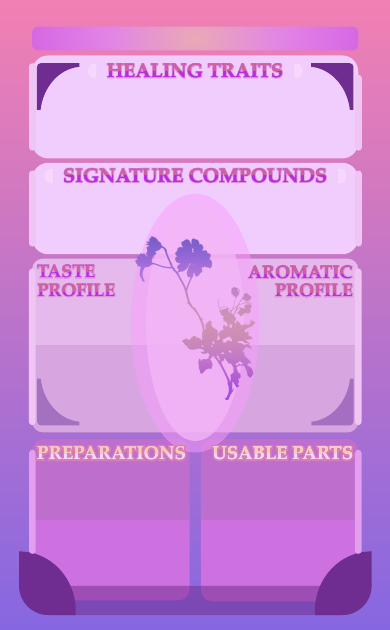 HEALING TRAITS
SIGNATURE COMPOUNDS
TASTE
PROFILE
AROMATIC
PROFILE
PREPARATIONS
USABLE PARTS